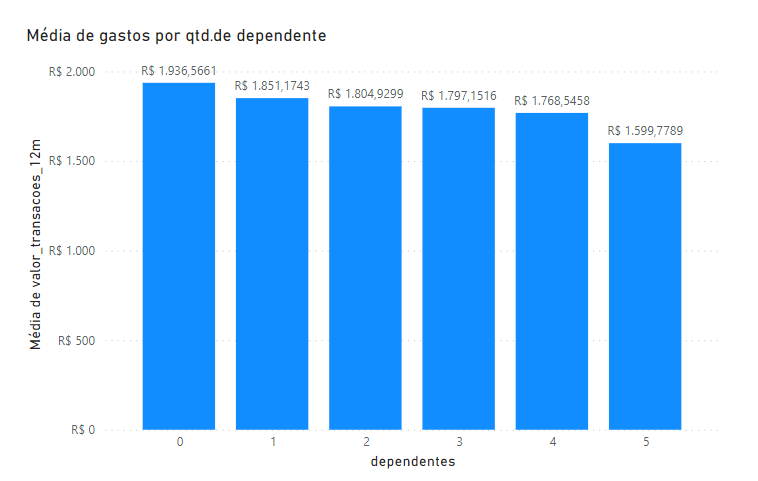 Média de gastos por qtd.de dependente
Média de valor_transacoes_12m
R$ 2.000
R$ 1.500
R$ 1.000
R$ 500
R$ 0
R$ 1.936,5661
R$ 1.851,1743
R$ 1.804,9299
R$ 1.797,1516
R$ 1.768,5458
R$ 1.599,7789
0
1
2
3
4
5
dependentes